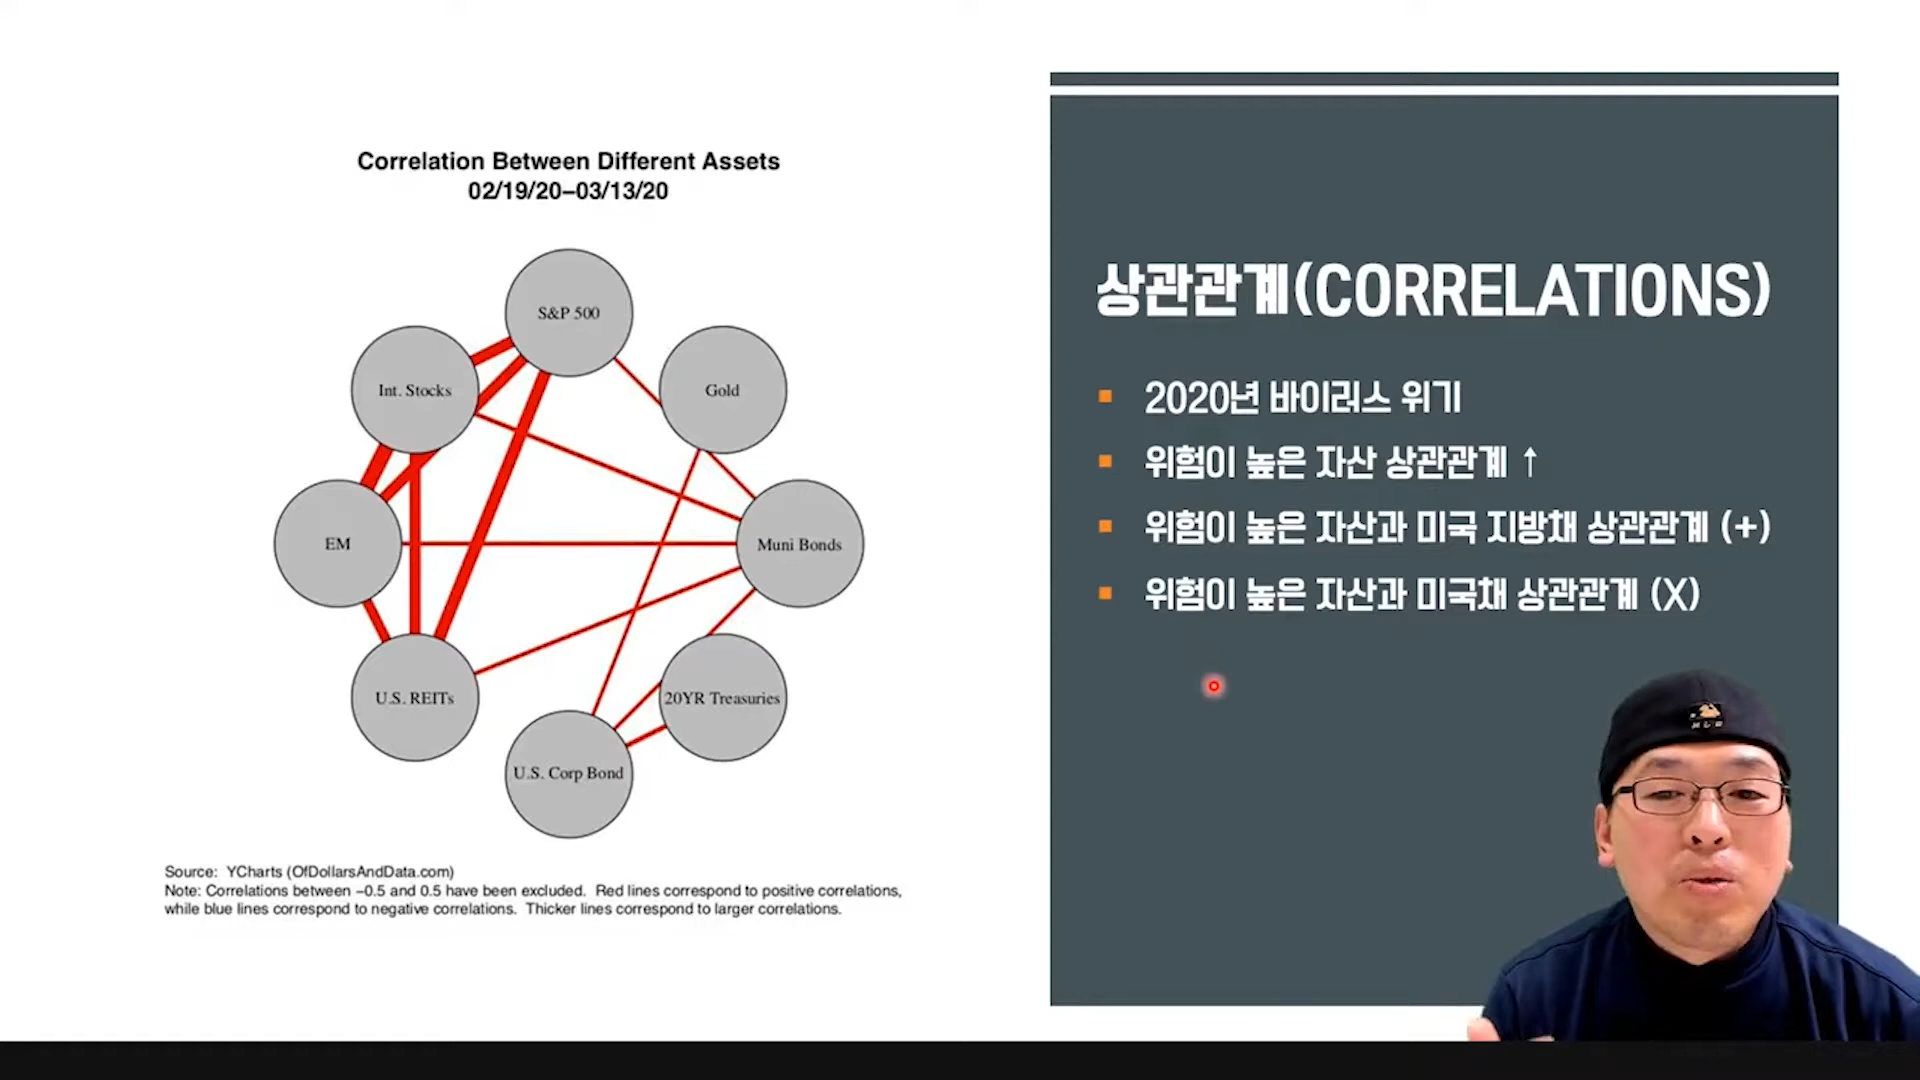 Correlation Between Different Assets
02/19/20–03/13/20
S&P 500
Int. Stocks
Gold
EM
Muni Bonds
U.S. REITs
20YR Treasuries
U.S. Corp Bond
Source: YCharts (OfDollarsAndData.com)
Note: Correlations between −0.5 and 0.5 have been excluded. Red lines correspond to positive correlations,
while blue lines correspond to negative correlations. Thicker lines correspond to larger correlations.
상관관계(CORRELATIONS)
2020년 바이러스 위기
위험이 높은 자산 상관관계 ↑
위험이 높은 자산과 미국 지방채 상관관계 (+)
위험이 높은 자산과 미국채 상관관계 (X)